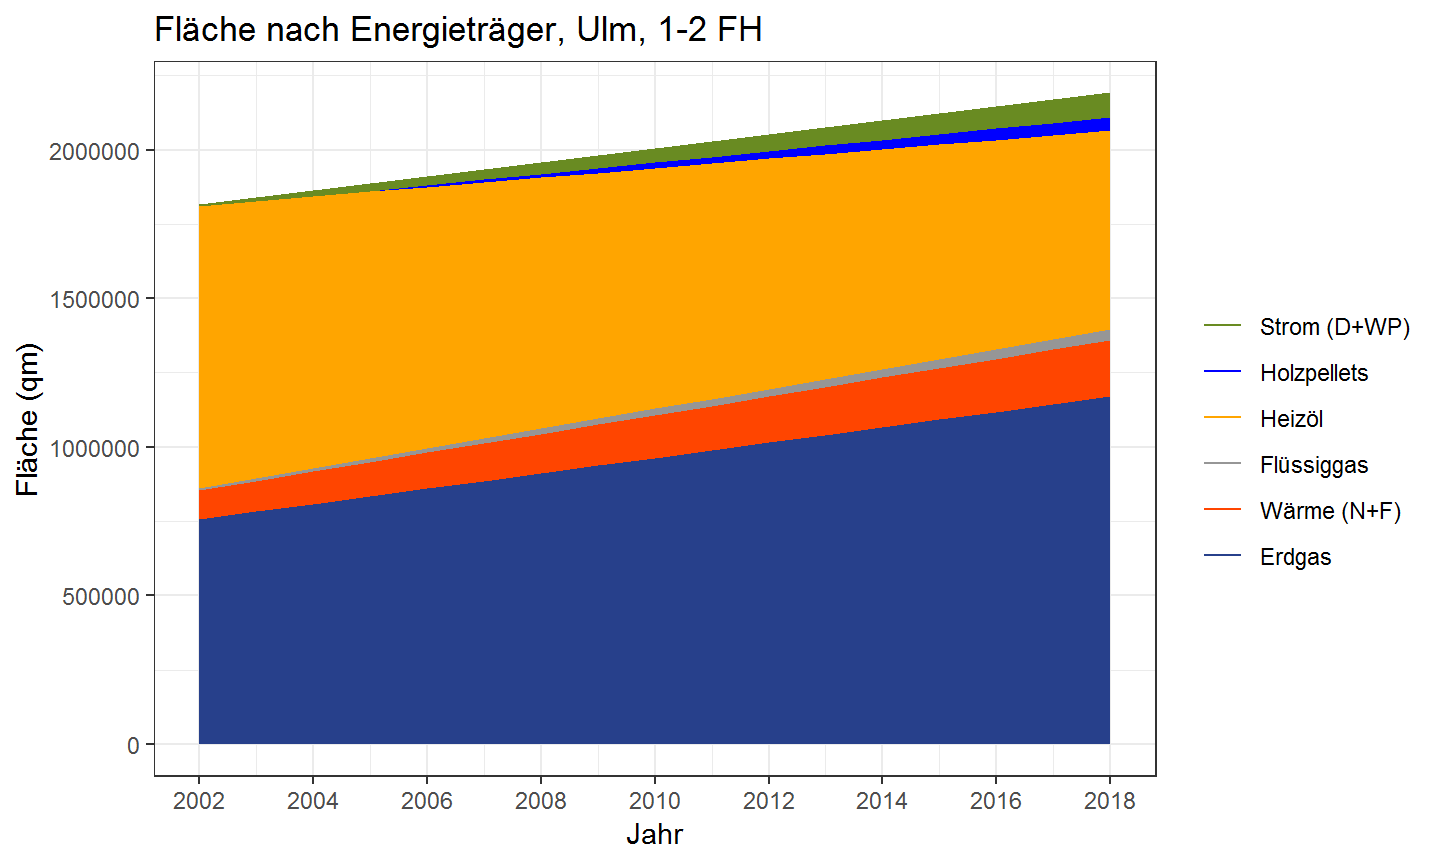 Fläche nach Energieträger, Ulm, 1-2 FH
Fläche (qm)
2000000
1500000
1000000
500000
0
2002 2004 2006 2008 2010 2012 2014 2016 2018
Jahr
Strom (D+WP)
Holzpellets
Heizöl
Flüssiggas
Wärme (N+F)
Erdgas